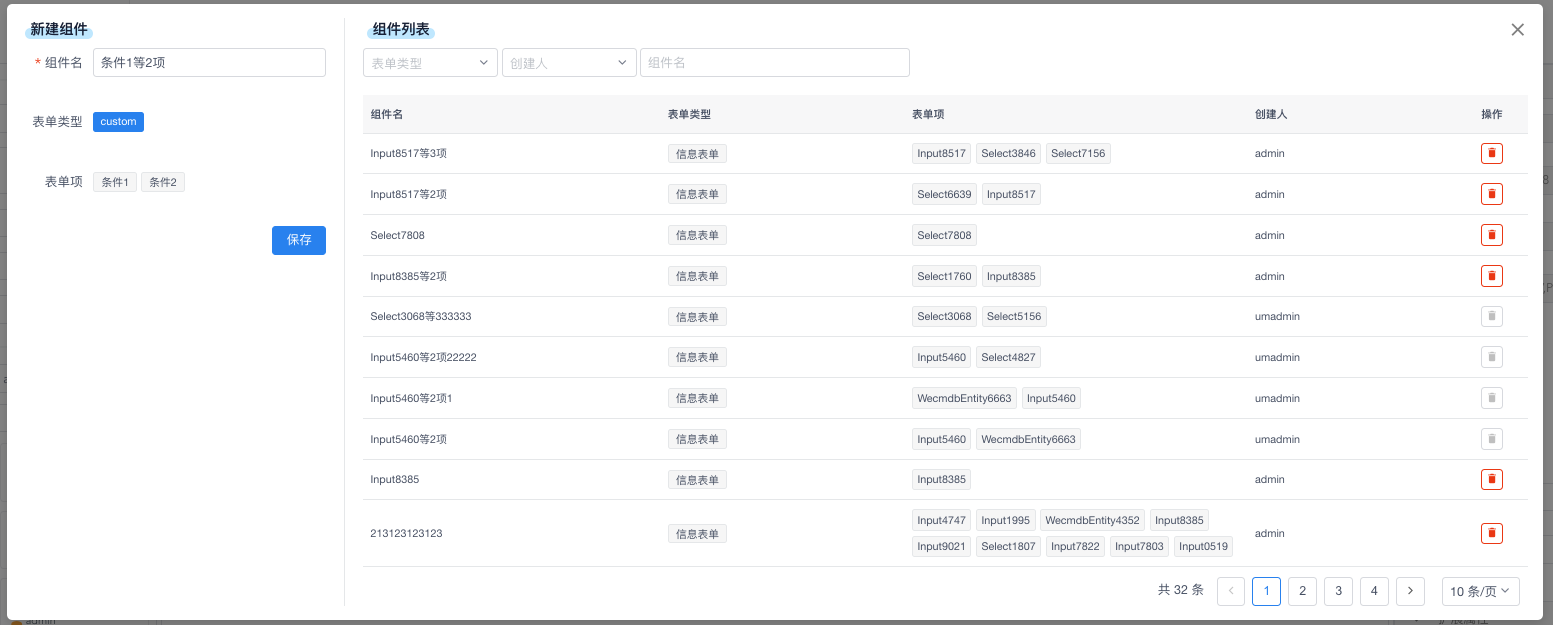 新建组件
* 组件名 条件1等2项
表单类型 custom
表单项 条件1 条件2
保存
组件列表
表单类型 创建人 组件名
组件名 表单类型 表单项 创建人 操作
Input8517等3项 信息表单 Input8517 Select3846 Select7156 admin
Input8517等2项 信息表单 Select6639 Input8517 admin
Select7808 信息表单 Select7808 admin
Input8385等2项 信息表单 Select1760 Input8385 admin
Select3068等333333 信息表单 Select3068 Select5156 umadmin
Input5460等2项22222 信息表单 Input5460 Select4827 umadmin
Input5460等2项1 信息表单 WecmdbEntity6663 Input5460 umadmin
Input5460等2项 信息表单 Input5460 WecmdbEntity6663 umadmin
Input8385 信息表单 Input8385 admin
213123123123 信息表单 Input4747 Input1995 WecmdbEntity4352 Input8385 admin
Input9021 Select1807 Input7822 Input7803 Input0519
共 32 条 1 2 3 4 10 条/页
admin